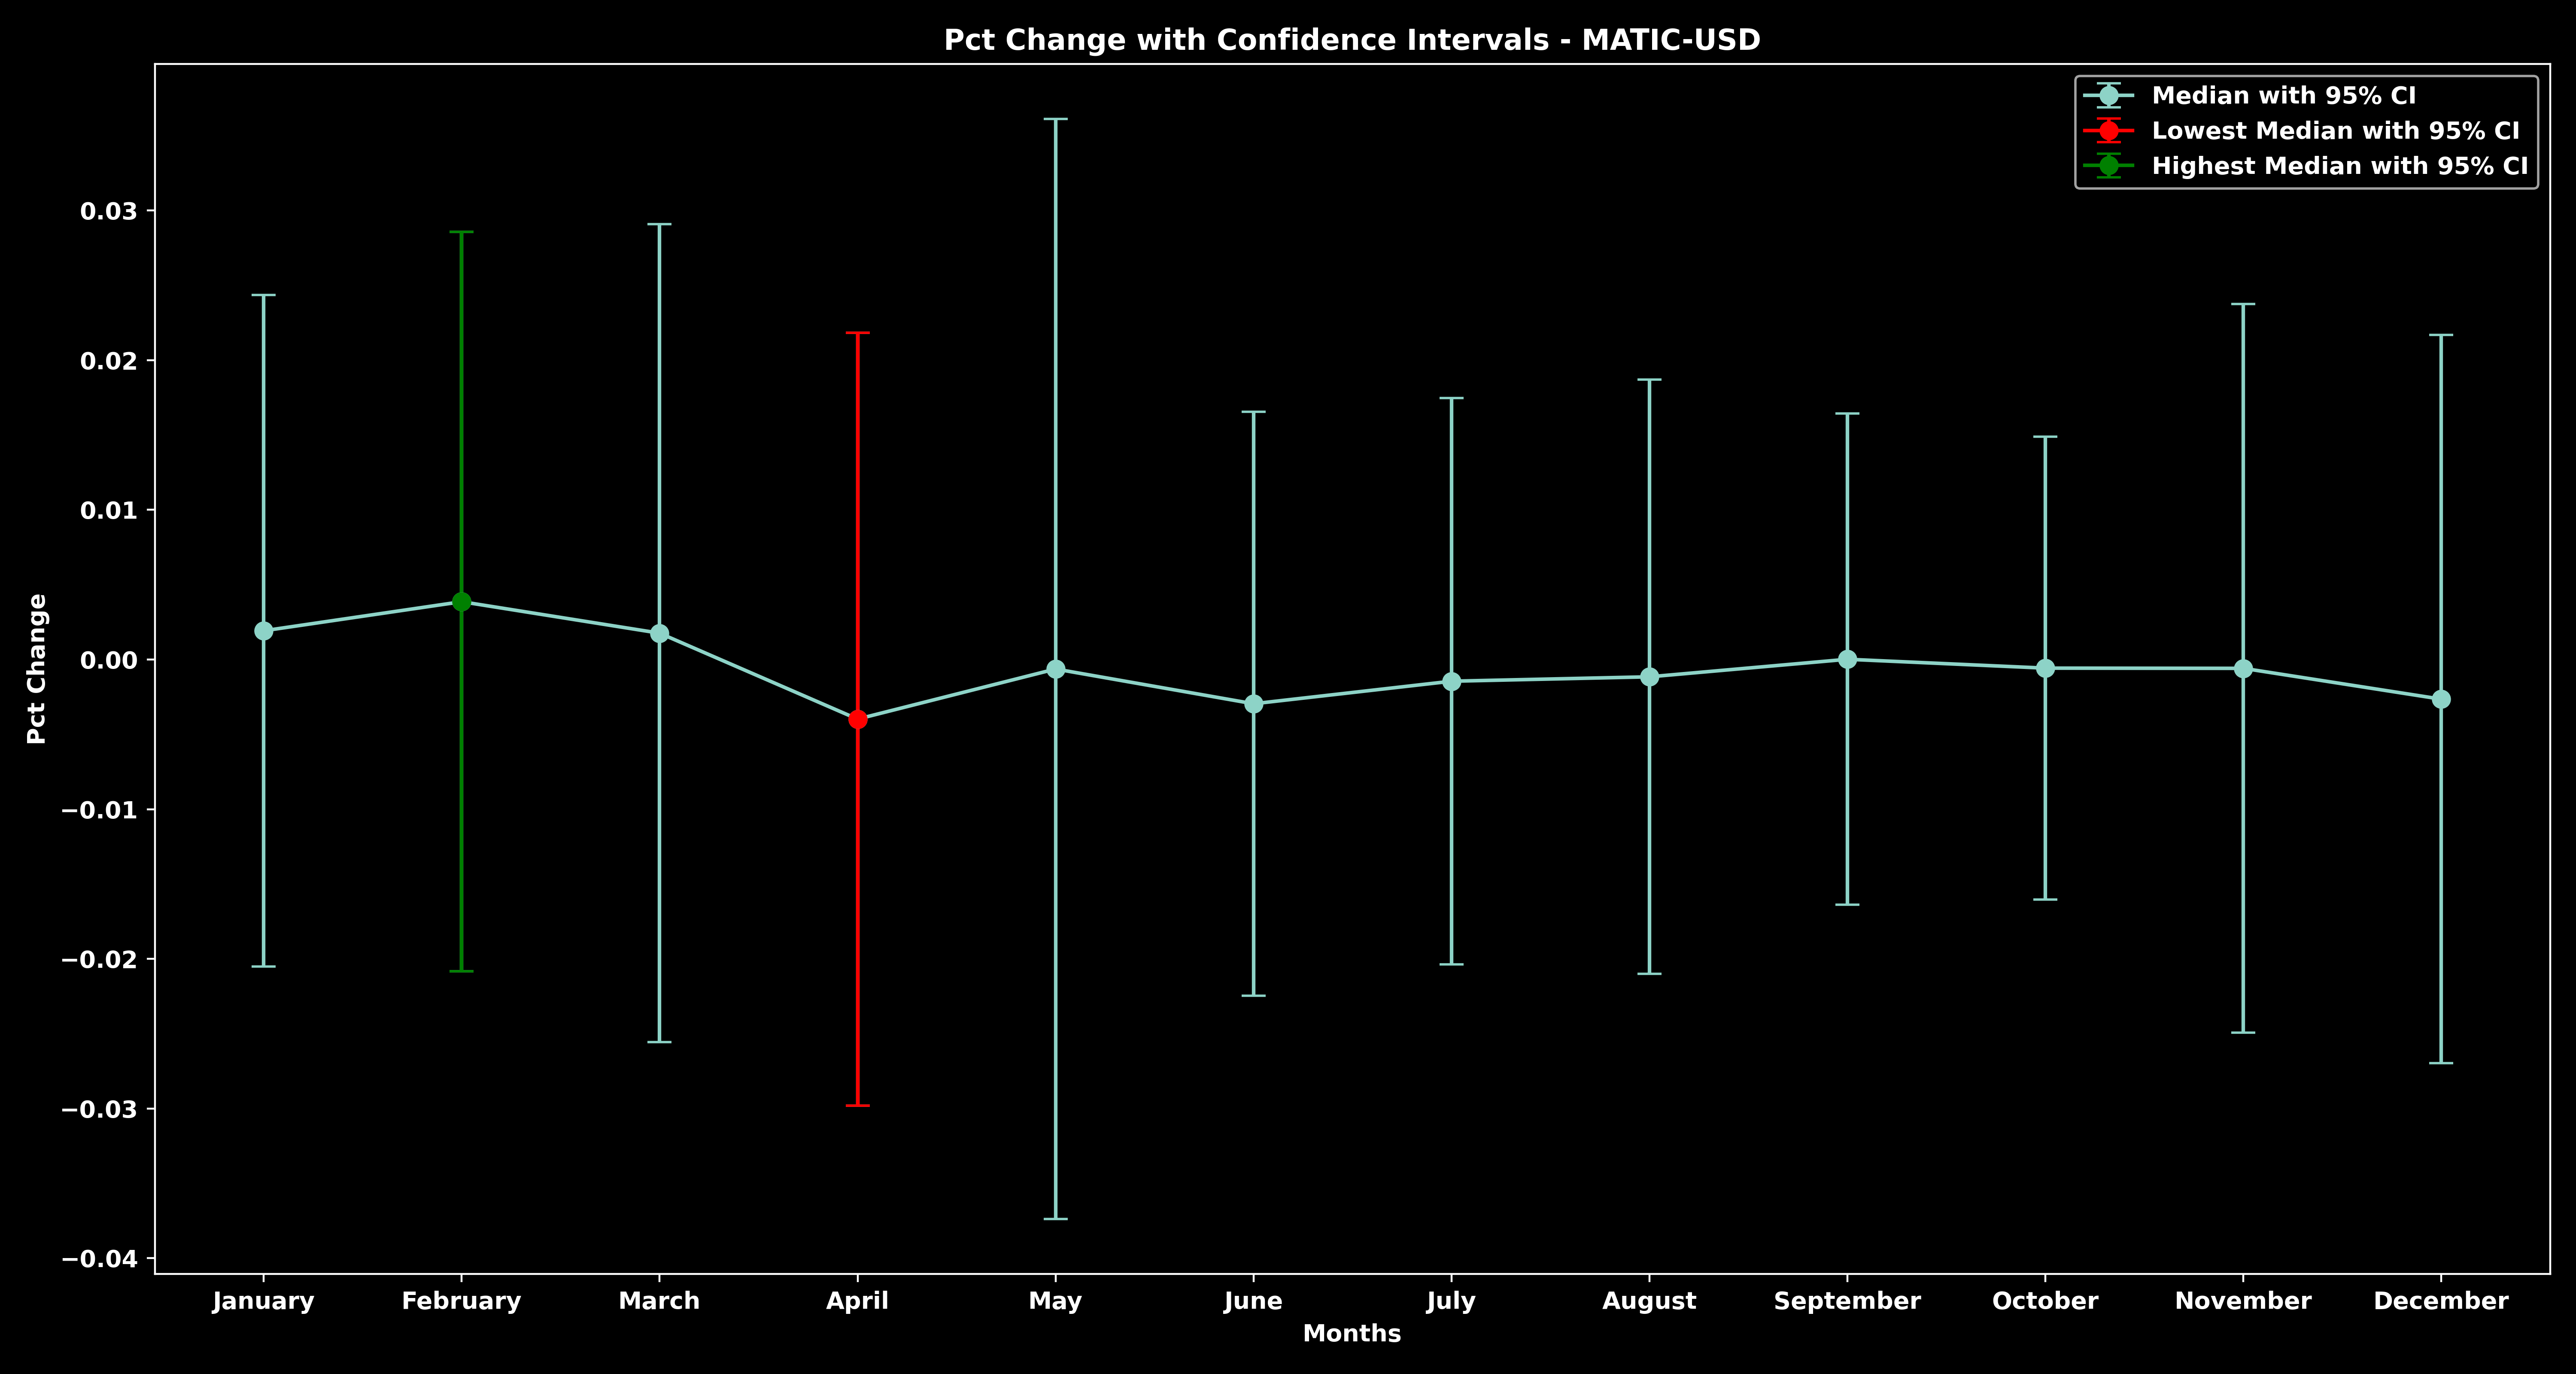 Pct Change with Confidence Intervals - MATIC-USD
Median with 95% CI
Lowest Median with 95% CI
Highest Median with 95% CI
Pct Change
0.03
0.02
0.01
0.00
−0.01
−0.02
−0.03
−0.04
January February March April May June July August September October November December
Months